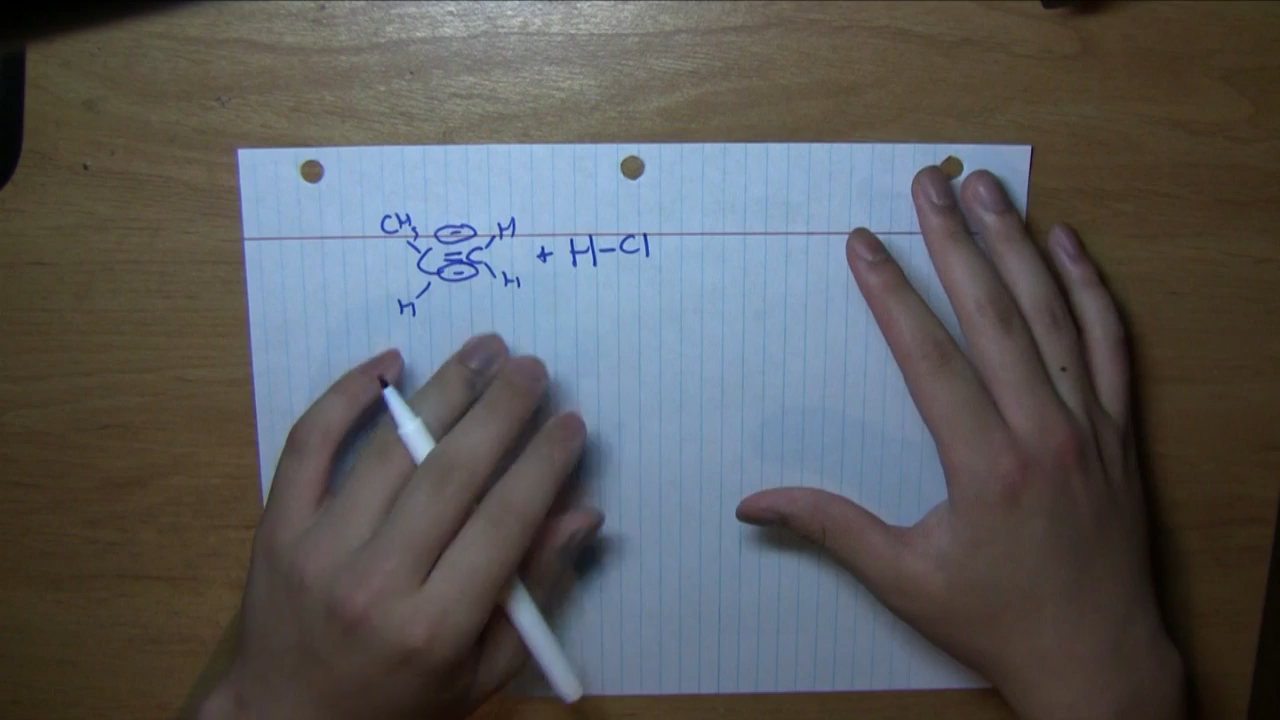 CH₃ - H
C = C + H-Cl
H - H